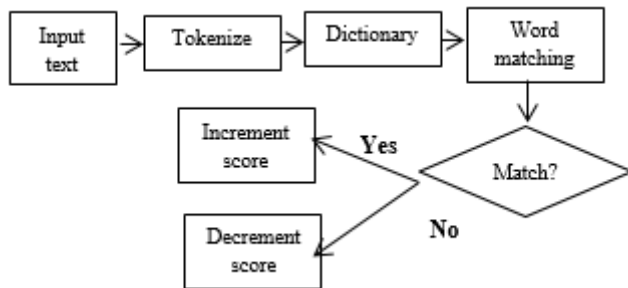 Input
text
Tokenize
Dictionary
Word
matching
Match?
Yes
Increment
score
No
Decrement
score